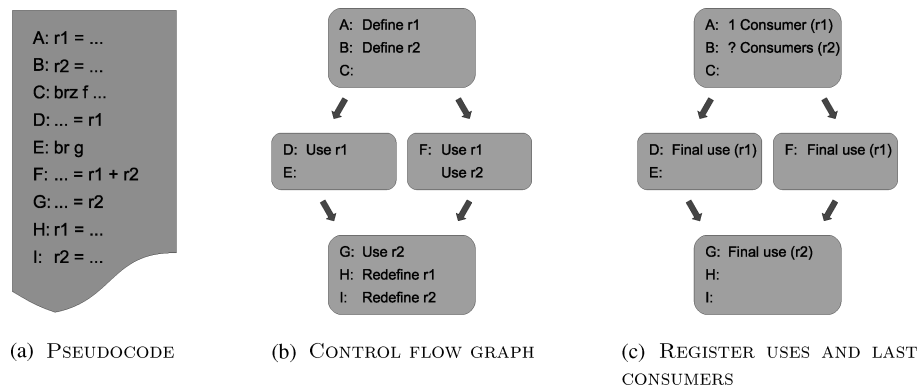 A: r1 = ...
B: r2 = ...
C: brz f ...
D: ... = r1
E: br g
F: ... = r1 + r2
G: ... = r2
H: r1 = ...
I: r2 = ...
(a) PSEUDOCODE
A: Define r1
B: Define r2
C:
D: Use r1
E:
F: Use r1
Use r2
G: Use r2
H: Redefine r1
I: Redefine r2
(b) CONTROL FLOW GRAPH
A: 1 Consumer (r1)
B: ? Consumers (r2)
C:
D: Final use (r1)
E:
F: Final use (r1)
G: Final use (r2)
H:
I:
(c) REGISTER USES AND LAST
CONSUMERS